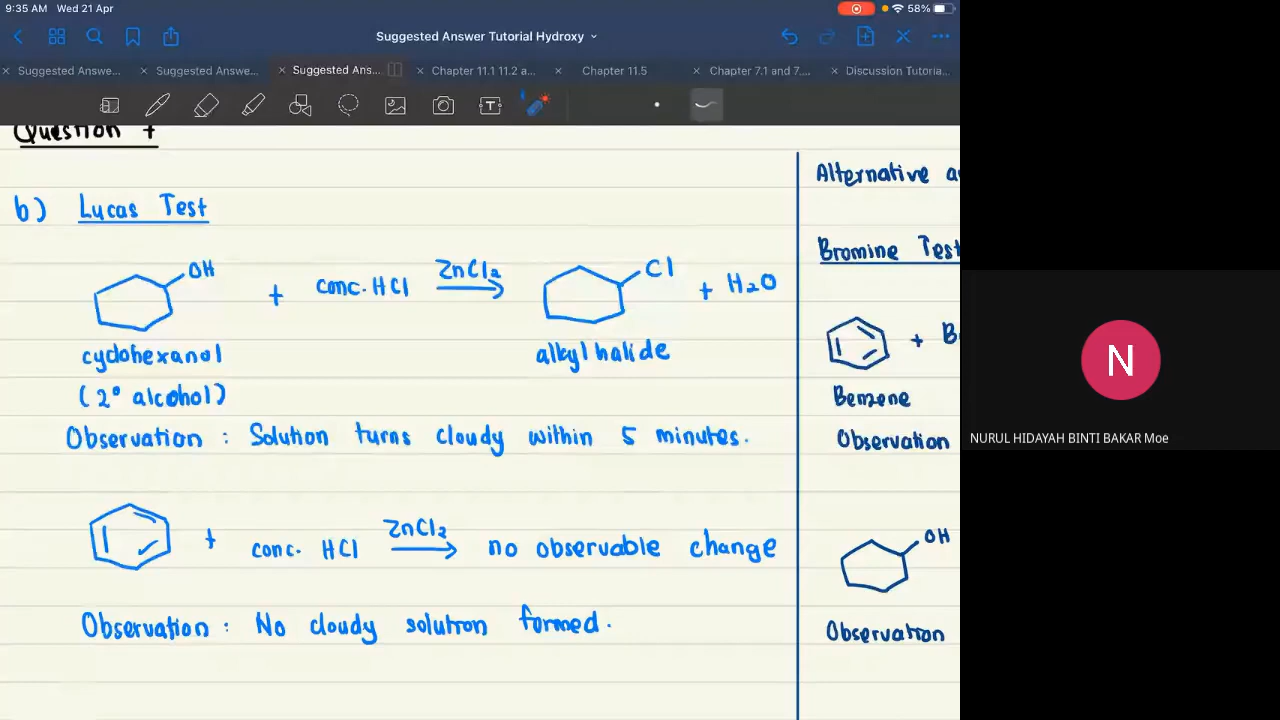 9:35 AM Wed 21 Apr
58%
Suggested Answer Tutorial Hydroxy
Suggested Answe...
Suggested Answe...
Suggested Ans...
Chapter 11.1 11.2 a...
Chapter 11.5
Chapter 7.1 and 7....
Discussion Tutoria...
Question 7
b) Lucas Test
OH
+ conc. HCl ZnCl2
Cl
+ H2O
cyclohexanol
(2° alcohol)
alkyl halide
Observation : Solution turns cloudy within 5 minutes.
+ conc. HCl ZnCl2 no observable change
Observation : No cloudy solution formed.
Alternative a
Bromine Test
+ B
Benzene
Observation
OH
Observation
N
NURUL HIDAYAH BINTI BAKAR Moe